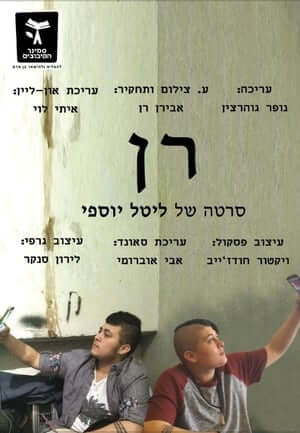 סמינר
הקיבוצים
עריכה:
נופר גוהרצין
ע. צילום ותחקיר:
אבירן רן
עריכת און-ליין:
איתי לוי
רן
סרטה של ליטל יוספי
עיצוב פסקול:
ויקטור חודז'ייב
עריכת סאונד:
אבי אוברומי
עיצוב גרפי:
לירון סנקר